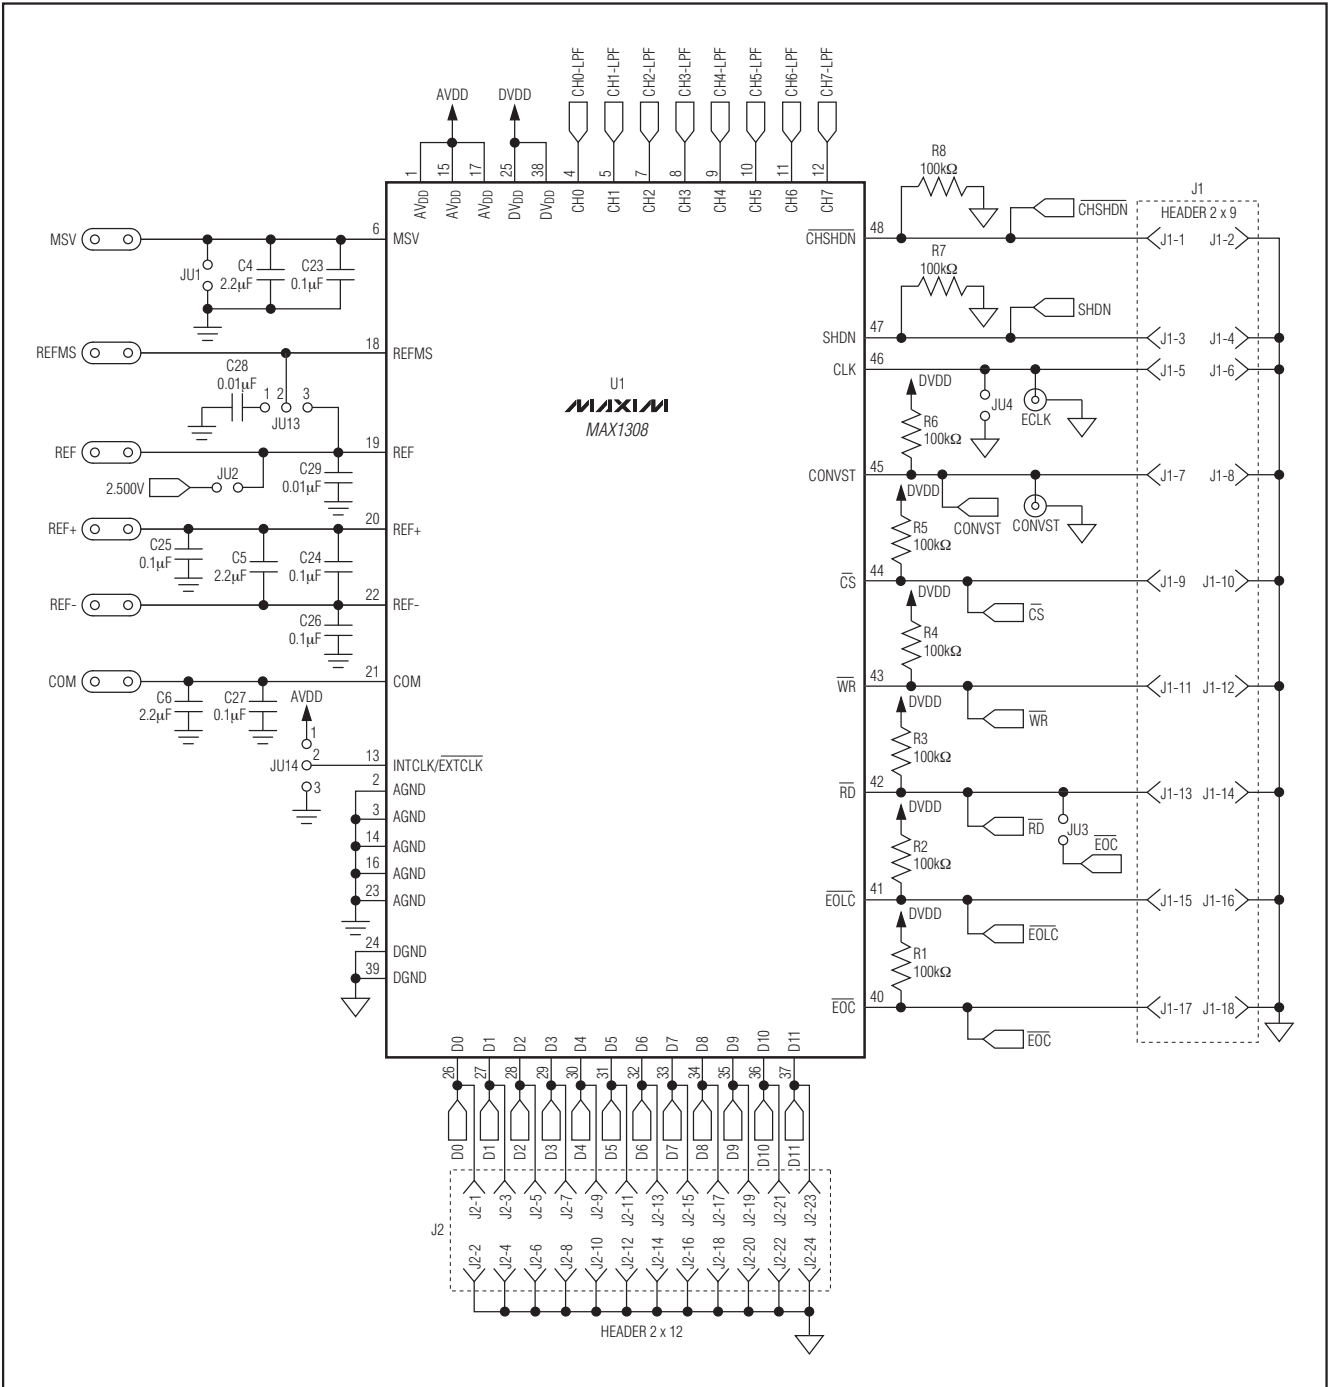 AVDD
DVDD
CH0-LPF
CH1-LPF
CH2-LPF
CH3-LPF
CH4-LPF
CH5-LPF
CH6-LPF
CH7-LPF
1
15
17
25
38
4
5
7
8
9
10
11
12
AVDD
AVDD
AVDD
DVDD
DVDD
CH0
CH1
CH2
CH3
CH4
CH5
CH6
CH7
MSV
6
MSV
JU1
C4
2.2µF
C23
0.1µF
REFMS
18
REFMS
C28
0.01µF
1
2
3
JU13
REF
19
REF
2.500V
JU2
C29
0.01µF
REF+
20
REF+
C25
0.1µF
C5
2.2µF
C24
0.1µF
REF-
22
REF-
C26
0.1µF
COM
21
COM
C6
2.2µF
C27
0.1µF
AVDD
1
2
JU14
3
13
INTCLK/EXTCLK
2
AGND
3
AGND
14
AGND
16
AGND
23
AGND
24
DGND
39
DGND
U1
MAXIM
MAX1308
R8
100kΩ
CHSHDN
48
CHSHDN
R7
100kΩ
SHDN
47
SHDN
46
CLK
DVDD
R6
100kΩ
JU4
ECLK
45
CONVST
DVDD
CONVST
CONVST
R5
100kΩ
44
CS
DVDD
CS
R4
100kΩ
43
WR
DVDD
WR
R3
100kΩ
42
RD
DVDD
RD
JU3
EOC
R2
100kΩ
41
EOLC
DVDD
EOLC
R1
100kΩ
40
EOC
EOC
J1
HEADER 2 x 9
J1-1 J1-2
J1-3 J1-4
J1-5 J1-6
J1-7 J1-8
J1-9 J1-10
J1-11 J1-12
J1-13 J1-14
J1-15 J1-16
J1-17 J1-18
D0
D1
D2
D3
D4
D5
D6
D7
D8
D9
D10
D11
26
27
28
29
30
31
32
33
34
35
36
37
D0
D1
D2
D3
D4
D5
D6
D7
D8
D9
D10
D11
J2
J2-1
J2-3
J2-5
J2-7
J2-9
J2-11
J2-13
J2-15
J2-17
J2-19
J2-21
J2-23
J2-2
J2-4
J2-6
J2-8
J2-10
J2-12
J2-14
J2-16
J2-18
J2-20
J2-22
J2-24
HEADER 2 x 12